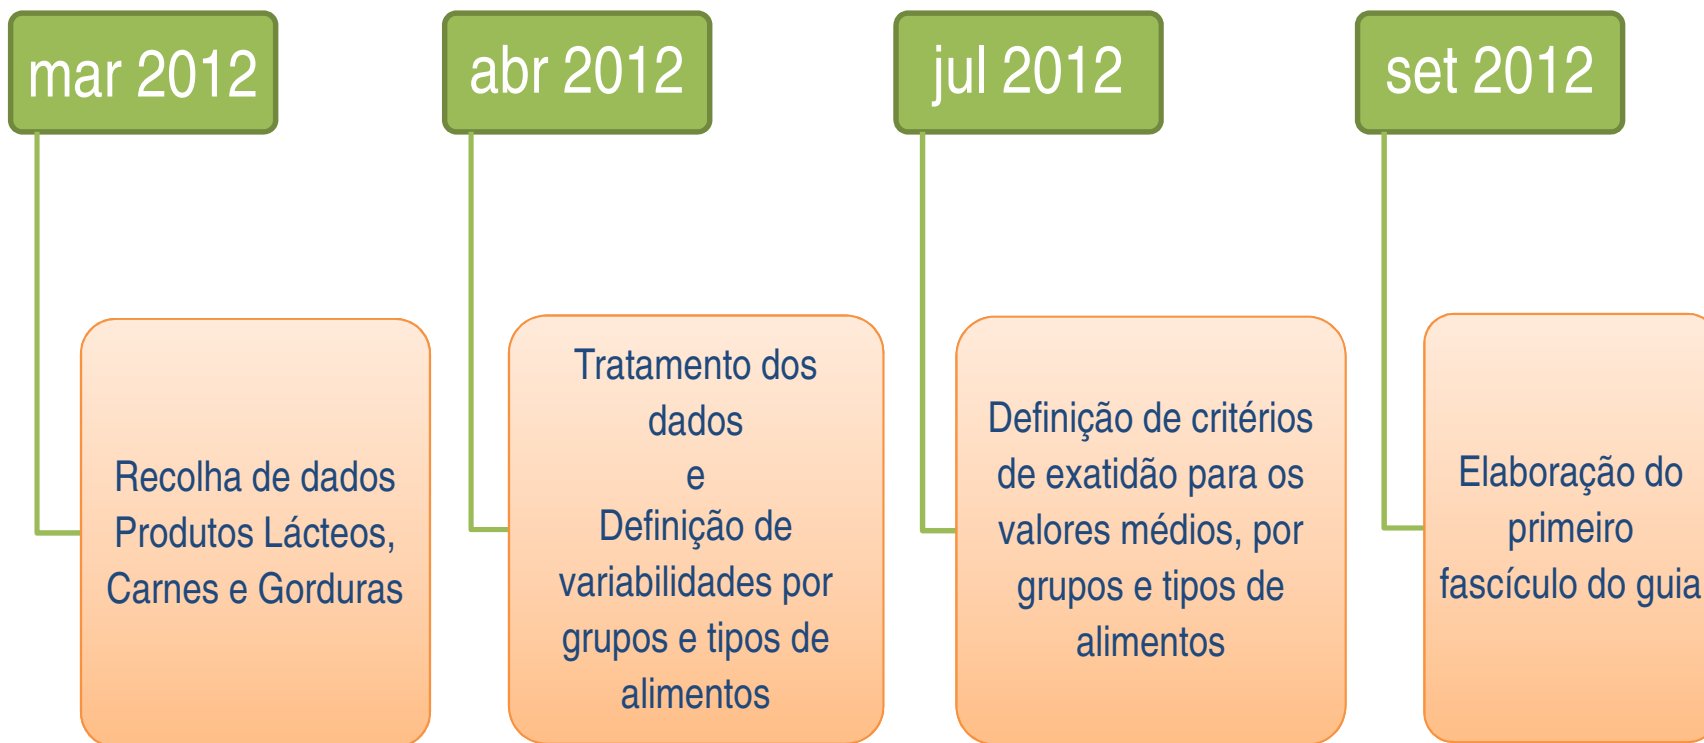 mar 2012
Recolha de dados
Produtos Lácteos,
Carnes e Gorduras
abr 2012
Tratamento dos
dados
e
Definição de
variabilidades por
grupos e tipos de
alimentos
jul 2012
Definição de critérios
de exatidão para os
valores médios, por
grupos e tipos de
alimentos
set 2012
Elaboração do
primeiro
fascículo do guia